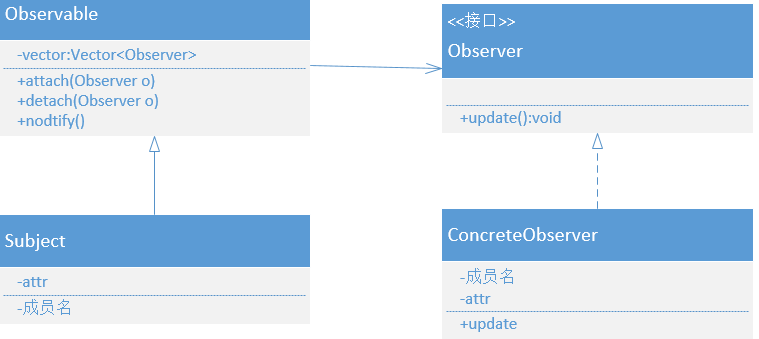 Observable
-vector:Vector<Observer>
+attach(Observer o)
+detach(Observer o)
+nodtify()
<<接口>>
Observer
+update():void
Subject
-attr
-成员名
ConcreteObserver
-成员名
-attr
+update